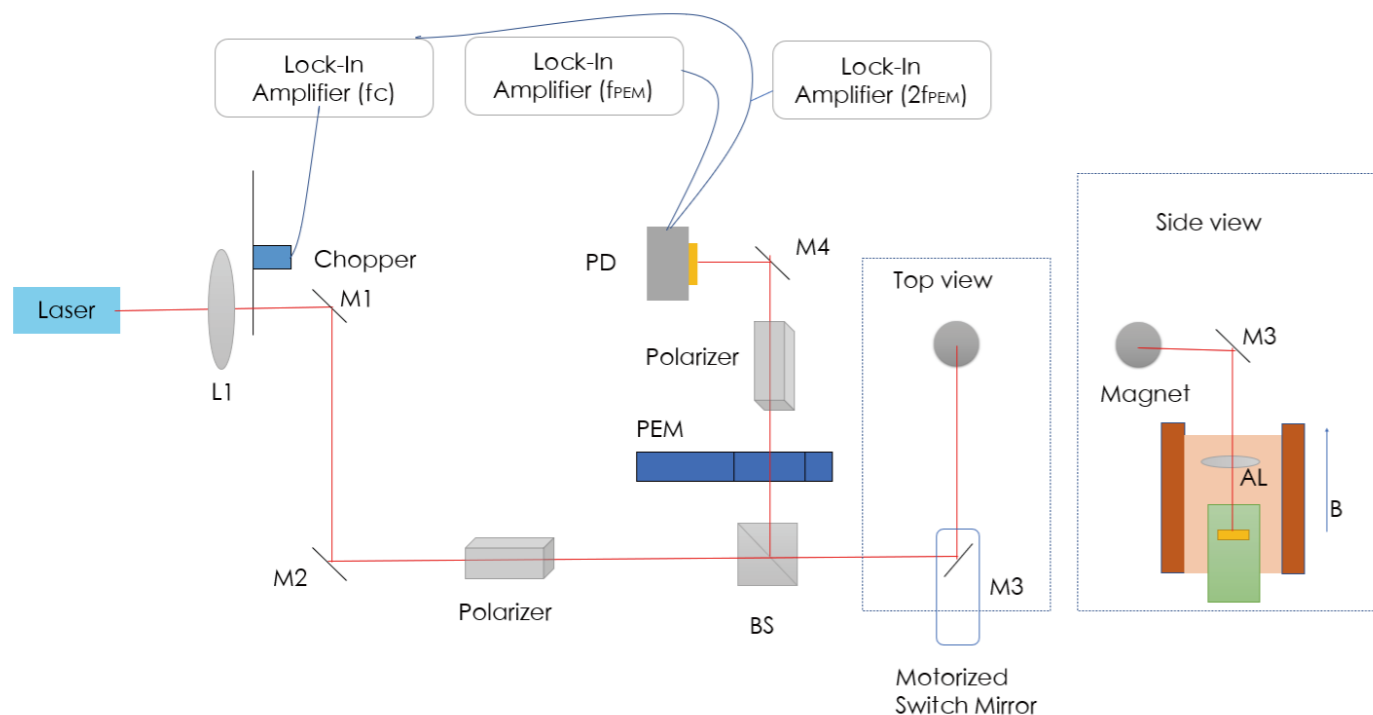 Lock-In
Amplifier (fc)
Lock-In
Amplifier (fPEM)
Lock-In
Amplifier (2fPEM)
Laser
L1
Chopper
M1
M2
Polarizer
PD
M4
Polarizer
PEM
BS
Top view
M3
Motorized
Switch Mirror
Side view
M3
Magnet
AL
B